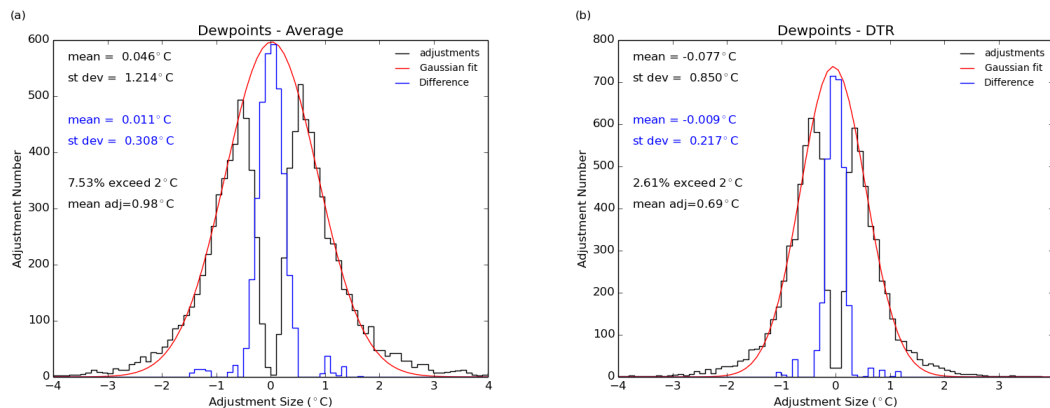 (a)
Dewpoints - Average
mean = 0.046°C
st dev = 1.214°C
mean = 0.011°C
st dev = 0.308°C
7.53% exceed 2°C
mean adj=0.98°C
adjustments
Gaussian fit
Difference
Adjustment Number
600
500
400
300
200
100
0
−4 −3 −2 −1 0 1 2 3 4
Adjustment Size (°C)
(b)
Dewpoints - DTR
mean = -0.077°C
st dev = 0.850°C
mean = -0.009°C
st dev = 0.217°C
2.61% exceed 2°C
mean adj=0.69°C
adjustments
Gaussian fit
Difference
Adjustment Number
800
700
600
500
400
300
200
100
0
−4 −3 −2 −1 0 1 2 3
Adjustment Size (°C)